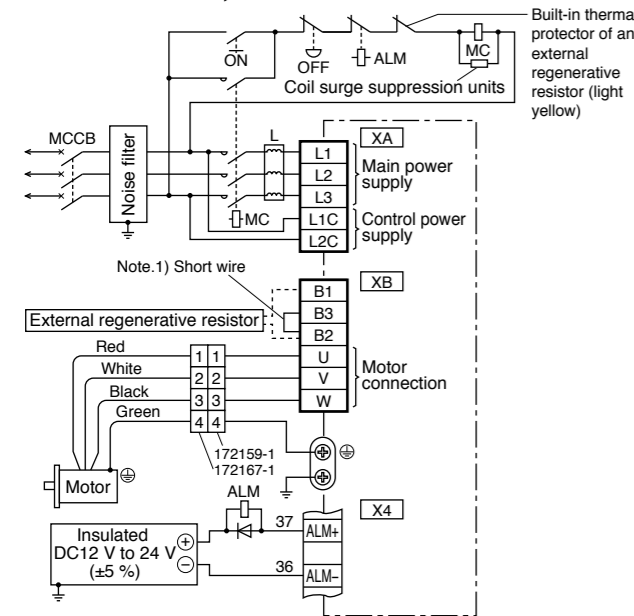 Built-in therma
protector of an
external
regenerative
resistor (light
yellow)
ON
OFF
ALM
MC
Coil surge suppression units
MCCB
Noise filter
L
XA
L1
L2
L3
L1C
L2C
Main power
supply
Control power
supply
MC
Note.1) Short wire
XB
B1
B3
B2
External regenerative resistor
U
V
W
Motor
connection
Red
White
Black
Green
1 1
2 2
3 3
4 4
172159-1
172167-1
Motor
ALM
X4
Insulated
DC12 V to 24 V
(±5 %)
+
−
37
ALM+
36
ALM−